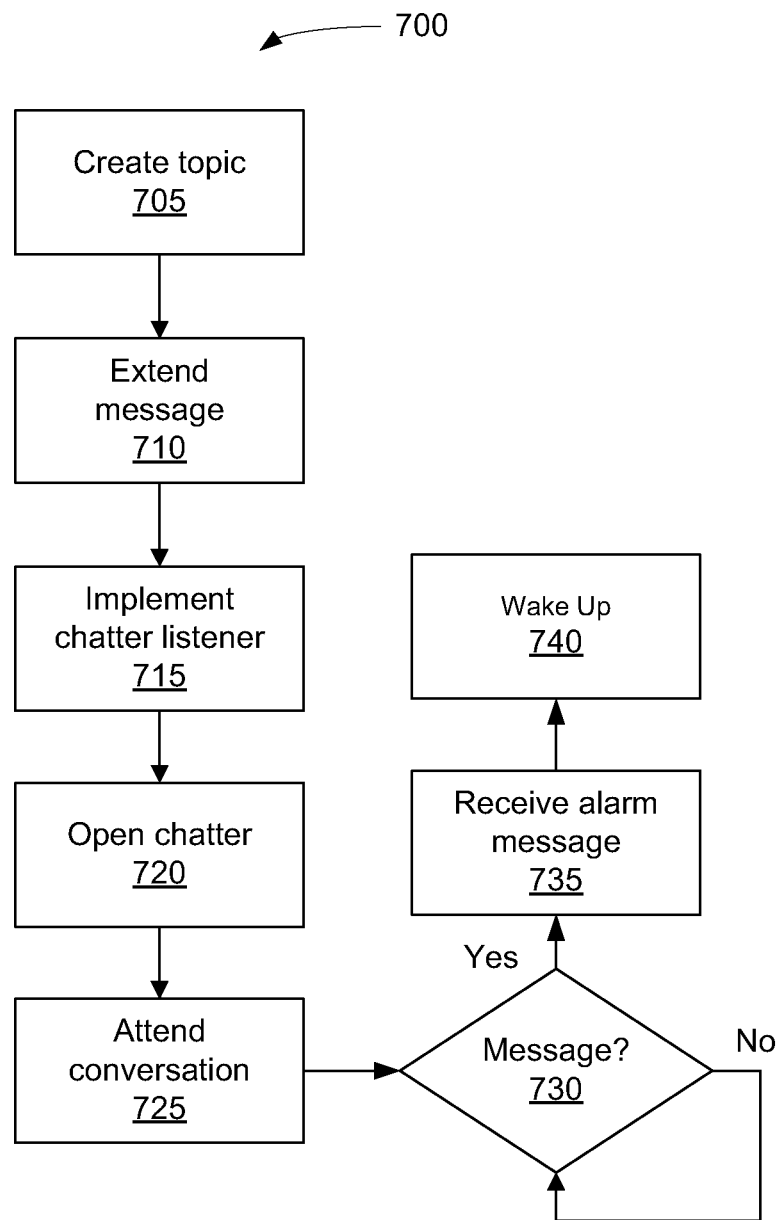 700
Create topic
705
Extend
message
710
Implement
chatter listener
715
Open chatter
720
Attend
conversation
725
Message?
730
Yes
No
Receive alarm
message
735
Wake Up
740